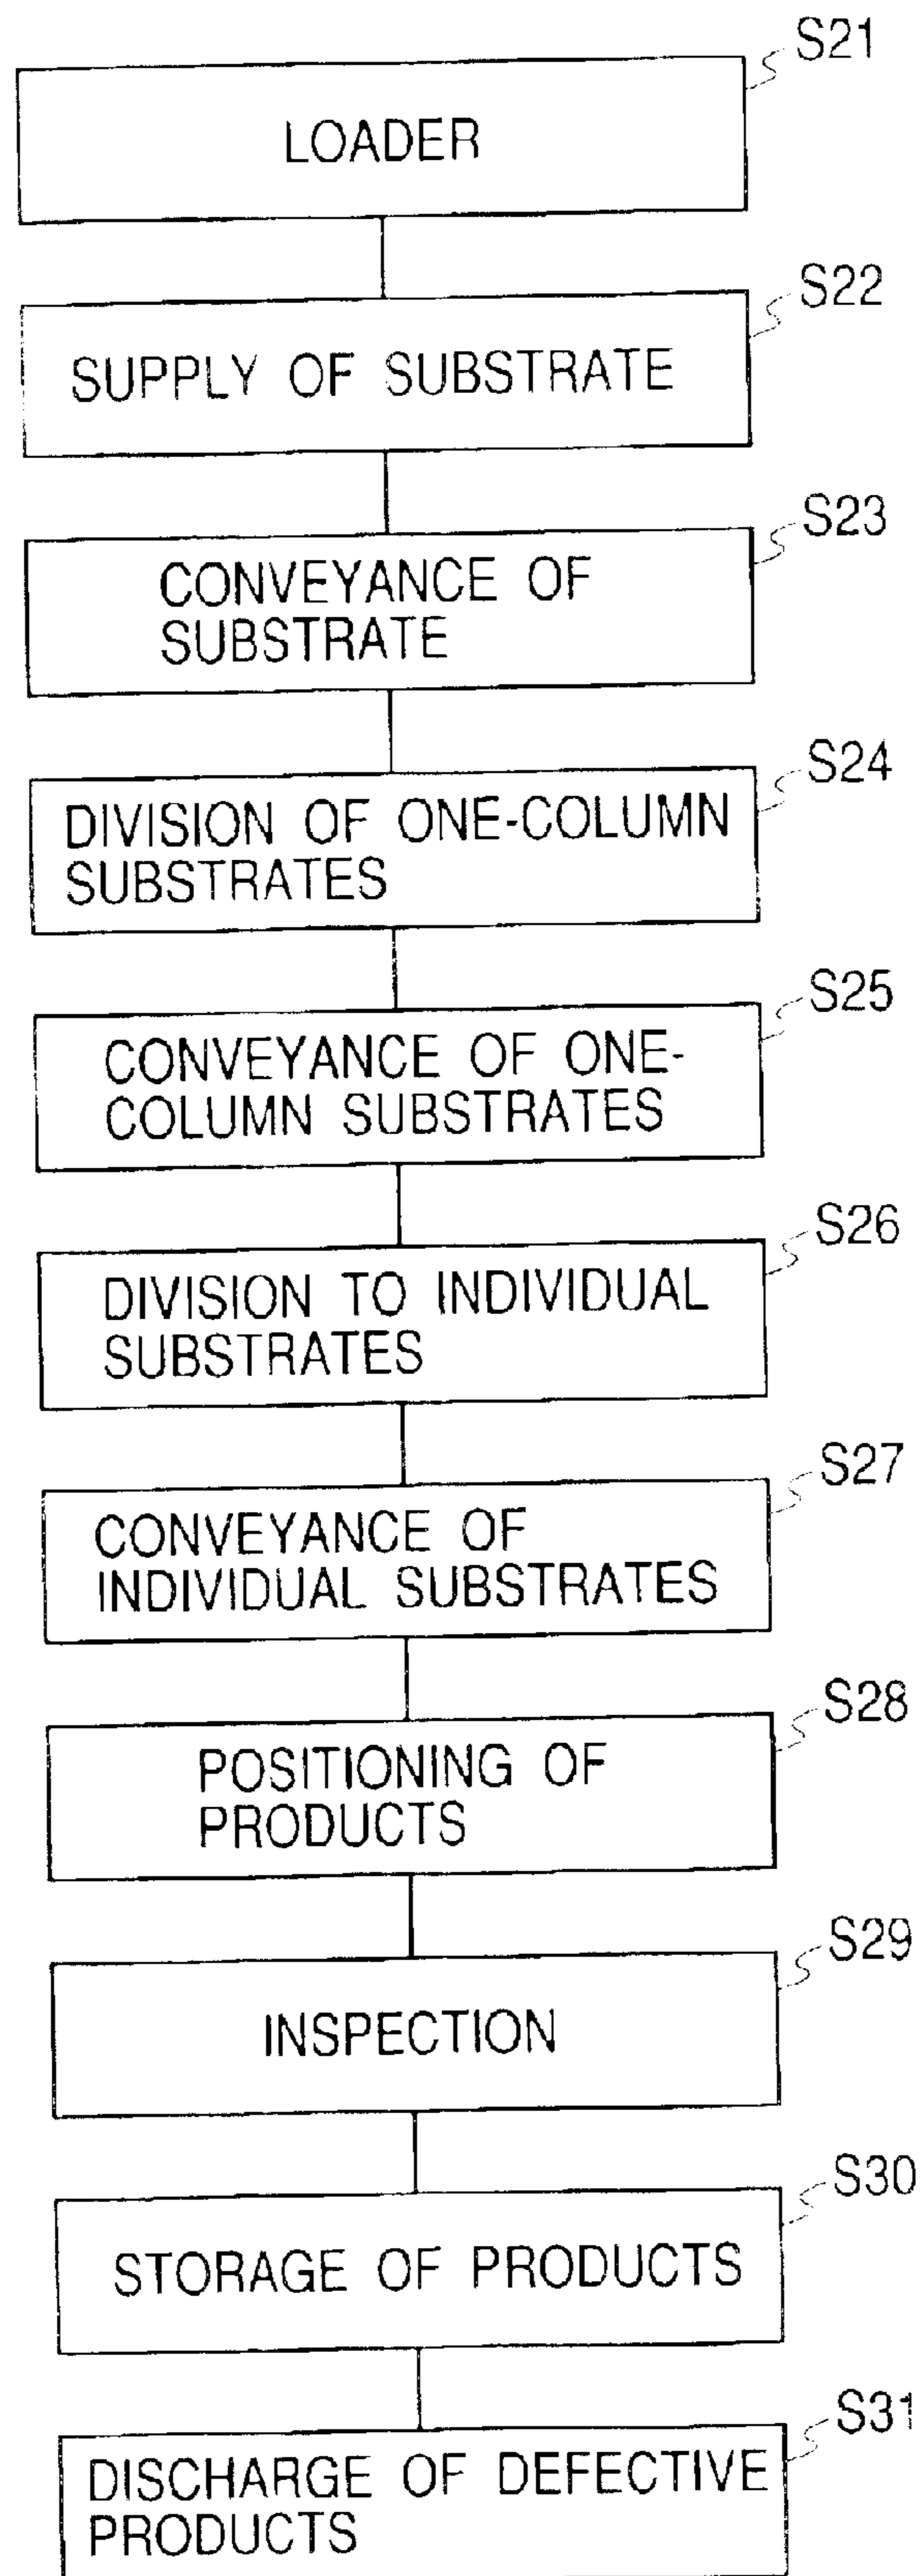 S21
LOADER
S22
SUPPLY OF SUBSTRATE
S23
CONVEYANCE OF
SUBSTRATE
S24
DIVISION OF ONE-COLUMN
SUBSTRATES
S25
CONVEYANCE OF ONE-
COLUMN SUBSTRATES
S26
DIVISION TO INDIVIDUAL
SUBSTRATES
S27
CONVEYANCE OF
INDIVIDUAL SUBSTRATES
S28
POSITIONING OF
PRODUCTS
S29
INSPECTION
S30
STORAGE OF PRODUCTS
S31
DISCHARGE OF DEFECTIVE
PRODUCTS